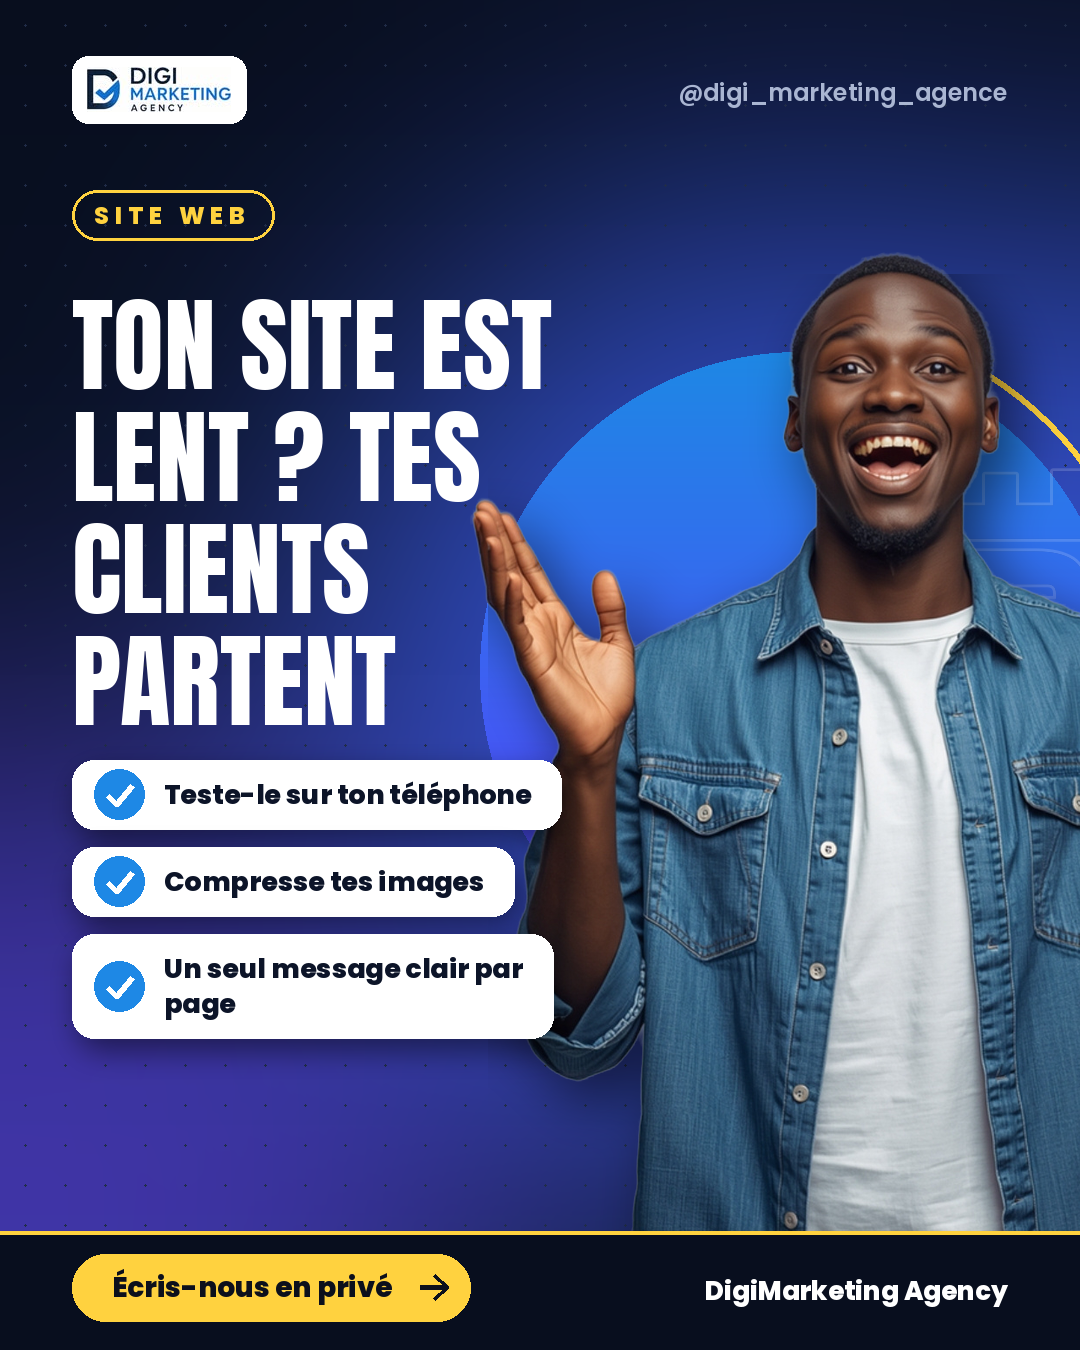 DIGI
MARKETING
AGENCY
@digi_marketing_agence
SITE WEB
TON SITE EST
LENT ? TES
CLIENTS
PARTENT
Teste-le sur ton téléphone
Compresse tes images
Un seul message clair par
page
Écris-nous en privé
DigiMarketing Agency